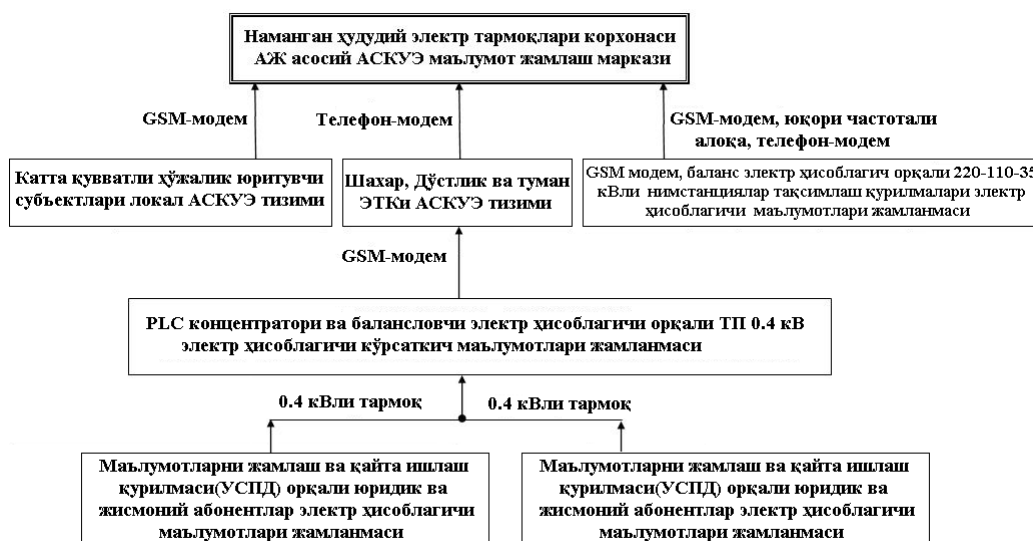 Наманган ҳудудий электр тармоқлари корхонаси
АЖ асосий АСКУЭ маълумот жамлаш маркази
GSM-модем
Телефон-модем
GSM-модем, юқори частотали
алоқа, телефон-модем
Катта қувватли хўжалик юритувчи
субъектлари локал АСКУЭ тизими
Шахар, Дўстлик ва туман
ЭТКи АСКУЭ тизими
GSM модем, баланс электр ҳисоблагич орқали 220-110-35
кВли нимстанциялар тақсимлаш қурилмалари электр
ҳисоблагичи маълумотлари жамланмаси
GSM-модем
PLC концентратори ва балансловчи электр ҳисоблагичи орқали ТП 0.4 кВ
электр ҳисоблагичи кўрсаткич маълумотлари жамланмаси
0.4 кВли тармоқ
0.4 кВли тармоқ
Маълумотларни жамлаш ва қайта ишлаш
қурилмаси(УСПД) орқали юридик ва
жисмоний абонентлар электр ҳисоблагичи
маълумотлари жамланмаси
Маълумотларни жамлаш ва қайта ишлаш
қурилмаси(УСПД) орқали юридик ва
жисмоний абонентлар электр ҳисоблагичи
маълумотлари жамланмаси